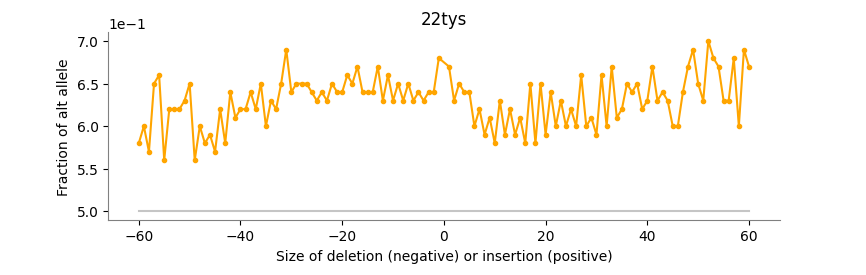 22tys
1e−1
7.0
6.5
6.0
5.5
5.0
Fraction of alt allele
−60 −40 −20 0 20 40 60
Size of deletion (negative) or insertion (positive)